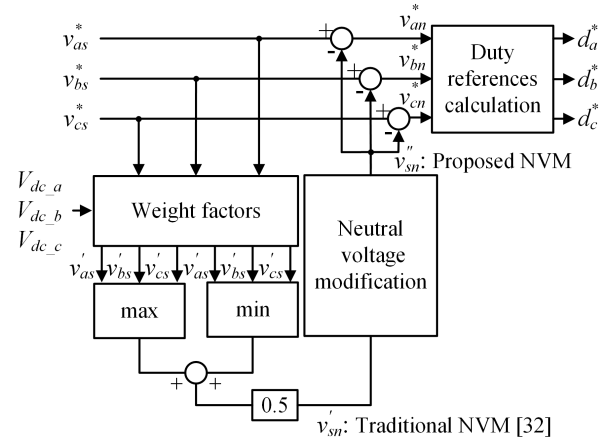 v*as
v*bs
v*cs
+
-
+
-
+
-
v*an
v*bn
v*cn
Duty
references
calculation
d*a
d*b
d*c
v''sn: Proposed NVM
Vdc_a
Vdc_b
Vdc_c
Weight factors
Neutral
voltage
modification
v'as v'bs v'cs v'as v'bs v'cs
max
min
+ +
0.5
v'sn: Traditional NVM [32]